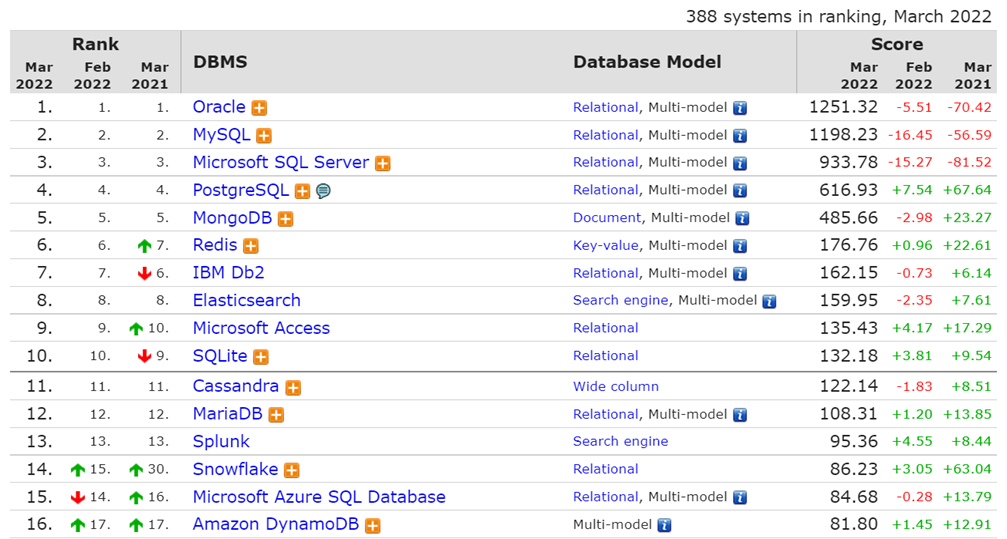 388 systems in ranking, March 2022
Rank DBMS Database Model Score
Mar 2022 Feb 2022 Mar 2021 Mar 2022 Feb 2022 Mar 2021
1. 1. 1. Oracle Relational, Multi-model 1251.32 -5.51 -70.42
2. 2. 2. MySQL Relational, Multi-model 1198.23 -16.45 -56.59
3. 3. 3. Microsoft SQL Server Relational, Multi-model 933.78 -15.27 -81.52
4. 4. 4. PostgreSQL Relational, Multi-model 616.93 +7.54 +67.64
5. 5. 5. MongoDB Document, Multi-model 485.66 -2.98 +23.27
6. 6. 7. Redis Key-value, Multi-model 176.76 +0.96 +22.61
7. 7. 6. IBM Db2 Relational, Multi-model 162.15 -0.73 +6.14
8. 8. 8. Elasticsearch Search engine, Multi-model 159.95 -2.35 +7.61
9. 9. 10. Microsoft Access Relational 135.43 +4.17 +17.29
10. 10. 9. SQLite Relational 132.18 +3.81 +9.54
11. 11. 11. Cassandra Wide column 122.14 -1.83 +8.51
12. 12. 12. MariaDB Relational, Multi-model 108.31 +1.20 +13.85
13. 13. 13. Splunk Search engine 95.36 +4.55 +8.44
14. 15. 30. Snowflake Relational 86.23 +3.05 +63.04
15. 14. 16. Microsoft Azure SQL Database Relational, Multi-model 84.68 -0.28 +13.79
16. 17. 17. Amazon DynamoDB Multi-model 81.80 +1.45 +12.91